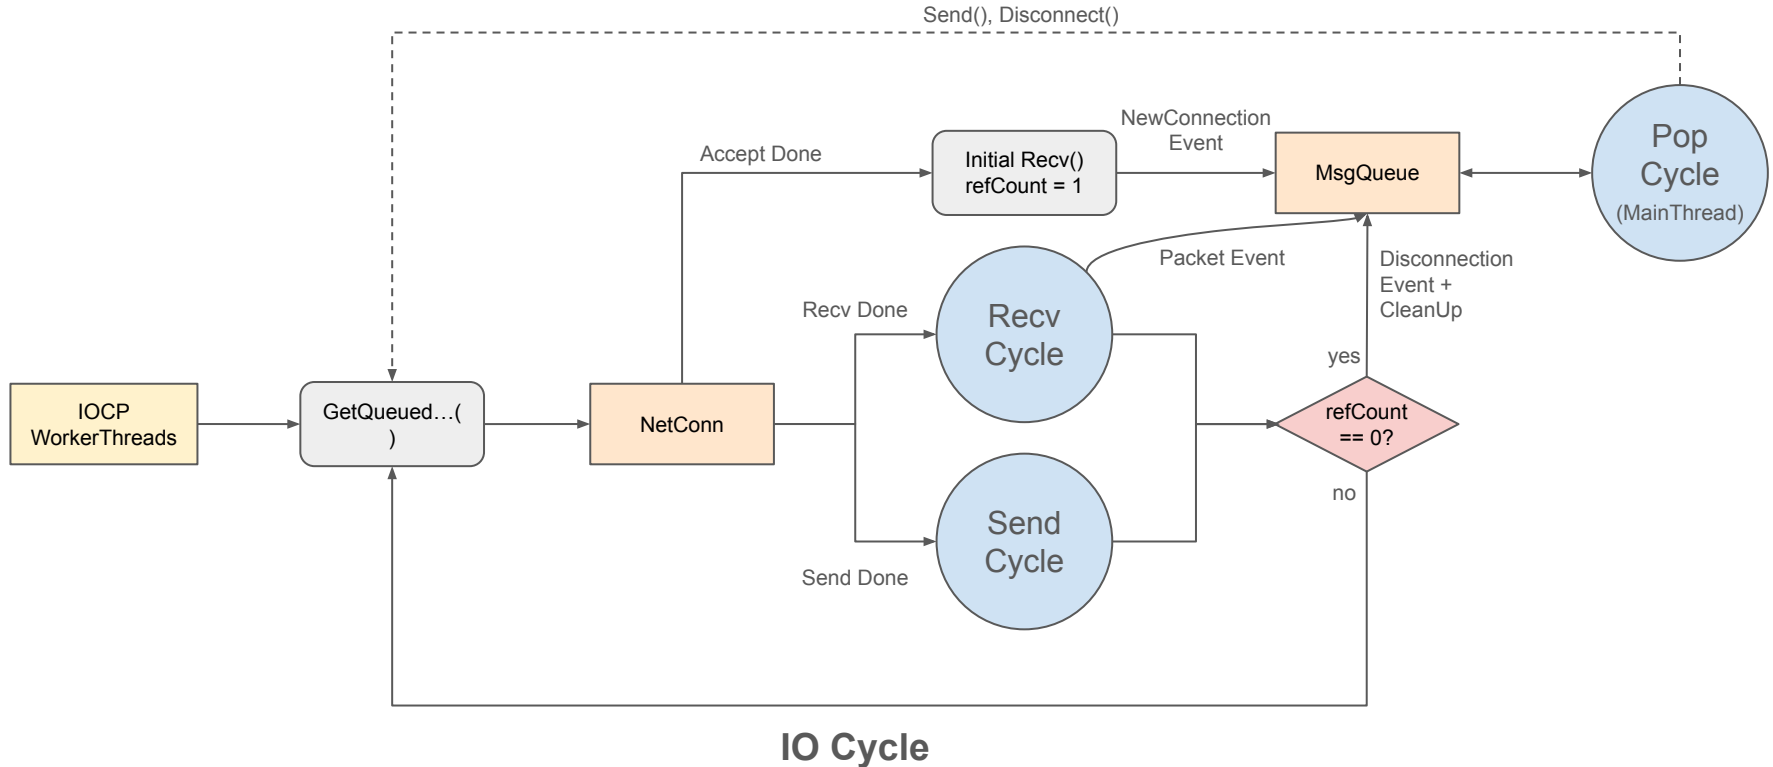 Send(), Disconnect()
NewConnection
Event
Accept Done
Initial Recv()
refCount = 1
MsgQueue
Pop
Cycle
(MainThread)
Packet Event
Disconnection
Event +
CleanUp
Recv Done
Recv
Cycle
yes
IOCP
WorkerThreads
GetQueued…(
)
NetConn
refCount
== 0?
no
Send
Cycle
Send Done
IO Cycle